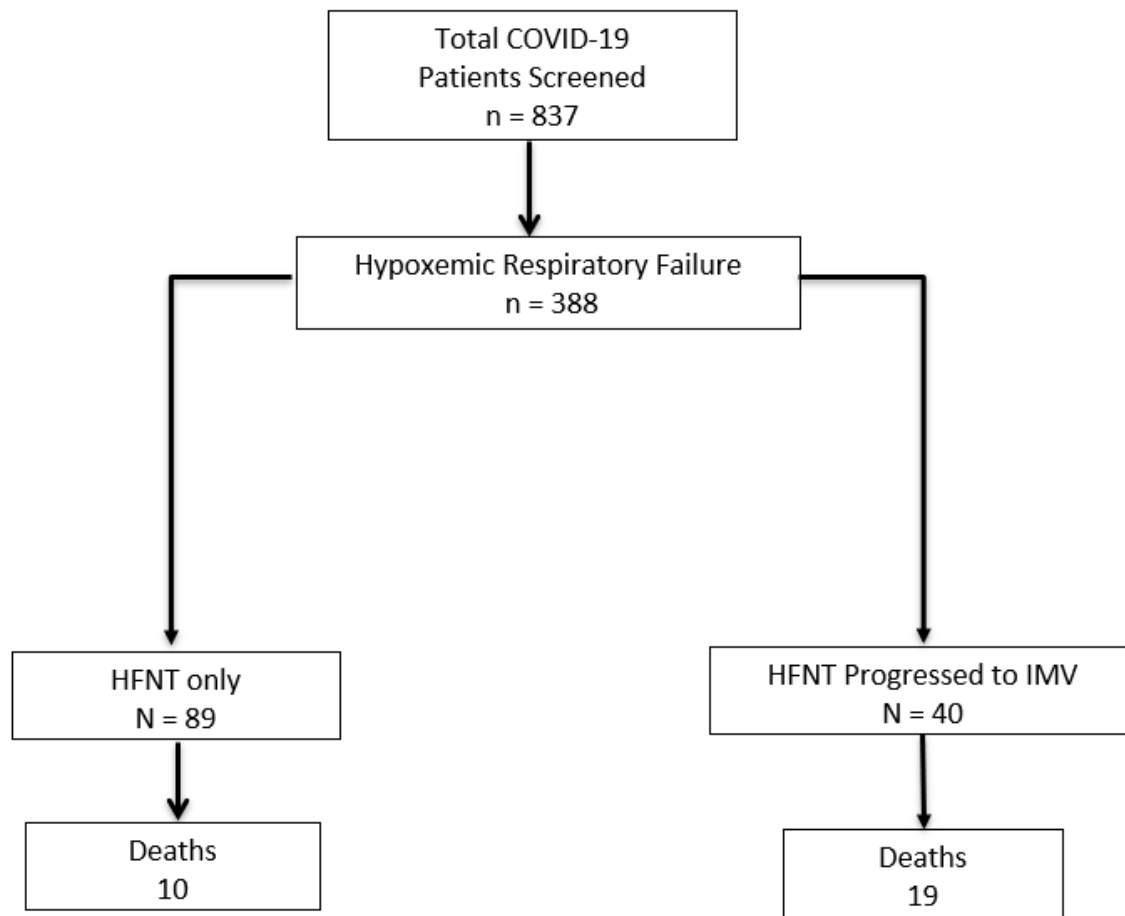 Total COVID-19
Patients Screened
n = 837
Hypoxemic Respiratory Failure
n = 388
HFNT only
N = 89
HFNT Progressed to IMV
N = 40
Deaths
10
Deaths
19